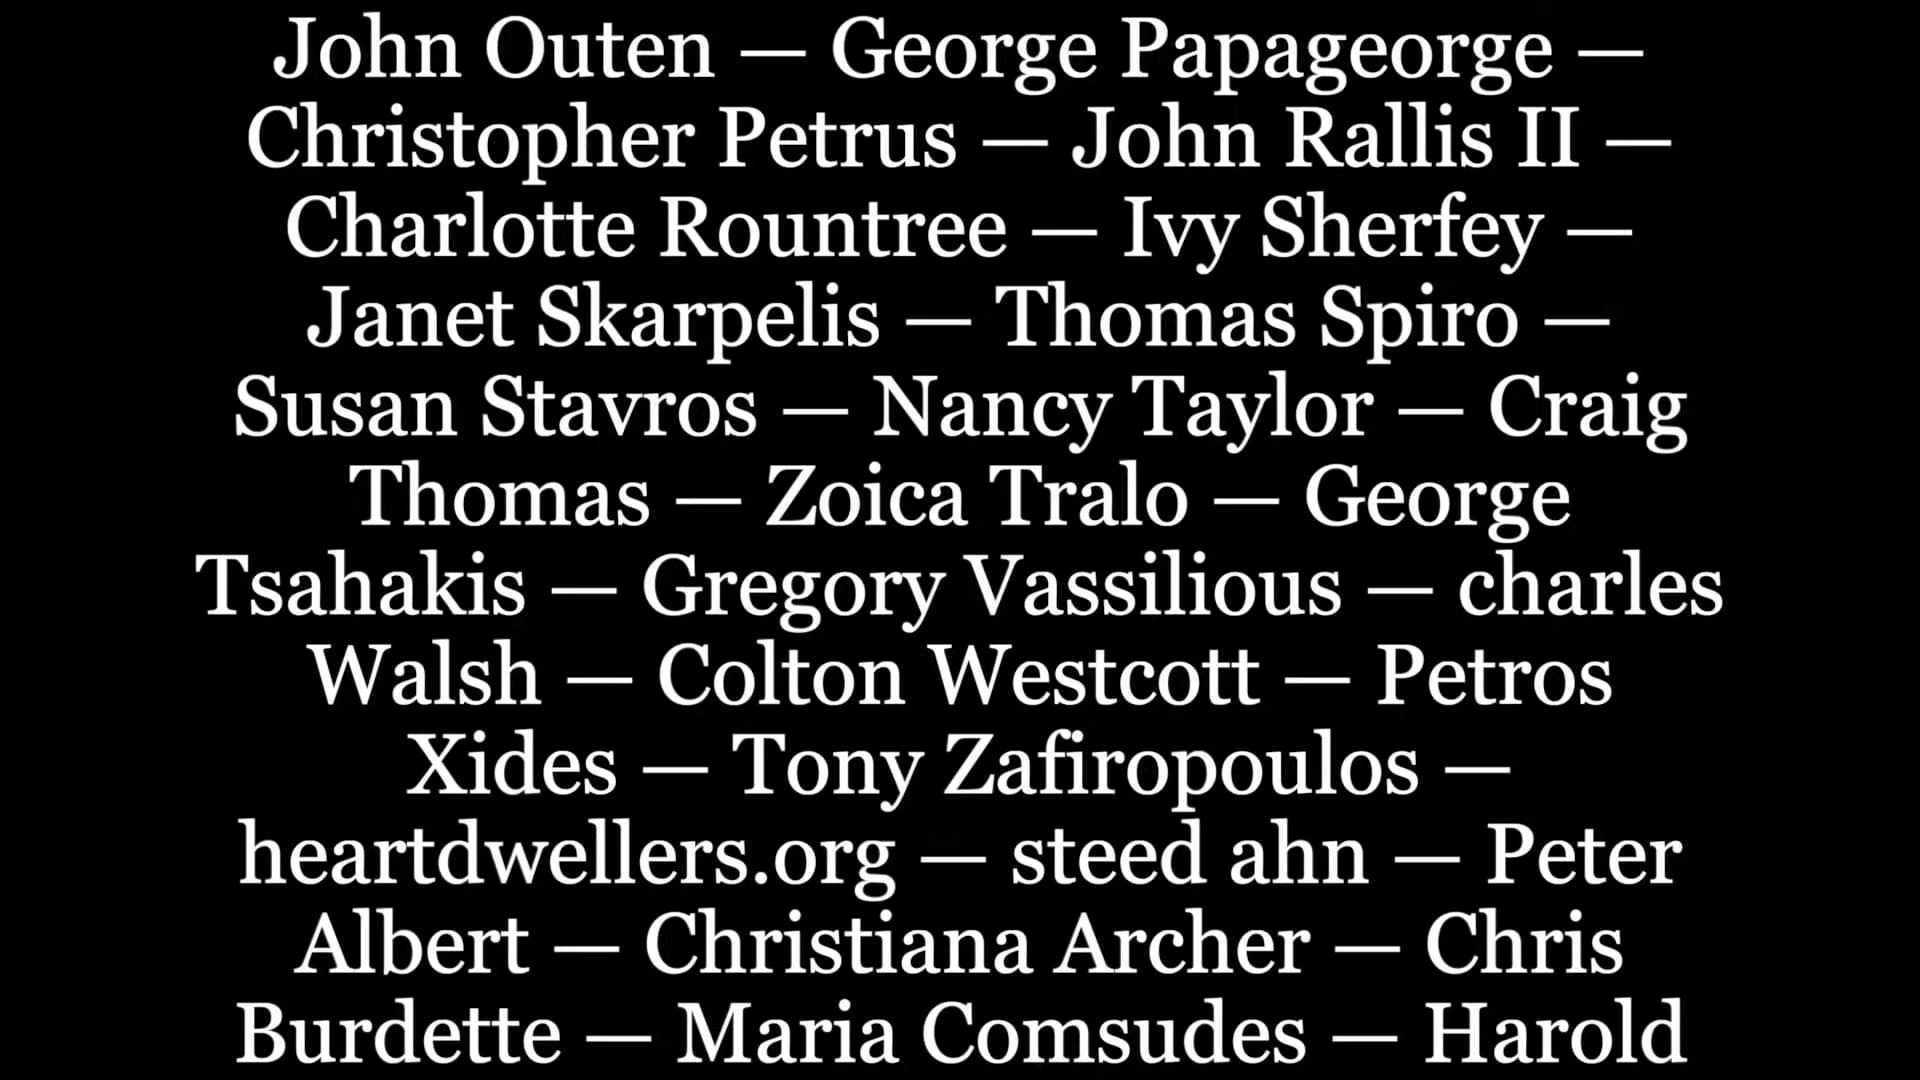 John Outen — George Papageorge —
Christopher Petrus — John Rallis II —
Charlotte Rountree — Ivy Sherfey —
Janet Skarpelis — Thomas Spiro —
Susan Stavros — Nancy Taylor — Craig
Thomas — Zoica Tralo — George
Tsahakis — Gregory Vassilious — charles
Walsh — Colton Westcott — Petros
Xides — Tony Zafiropoulos —
heartdwellers.org — steed ahn — Peter
Albert — Christiana Archer — Chris
Burdette — Maria Comsudes — Harold